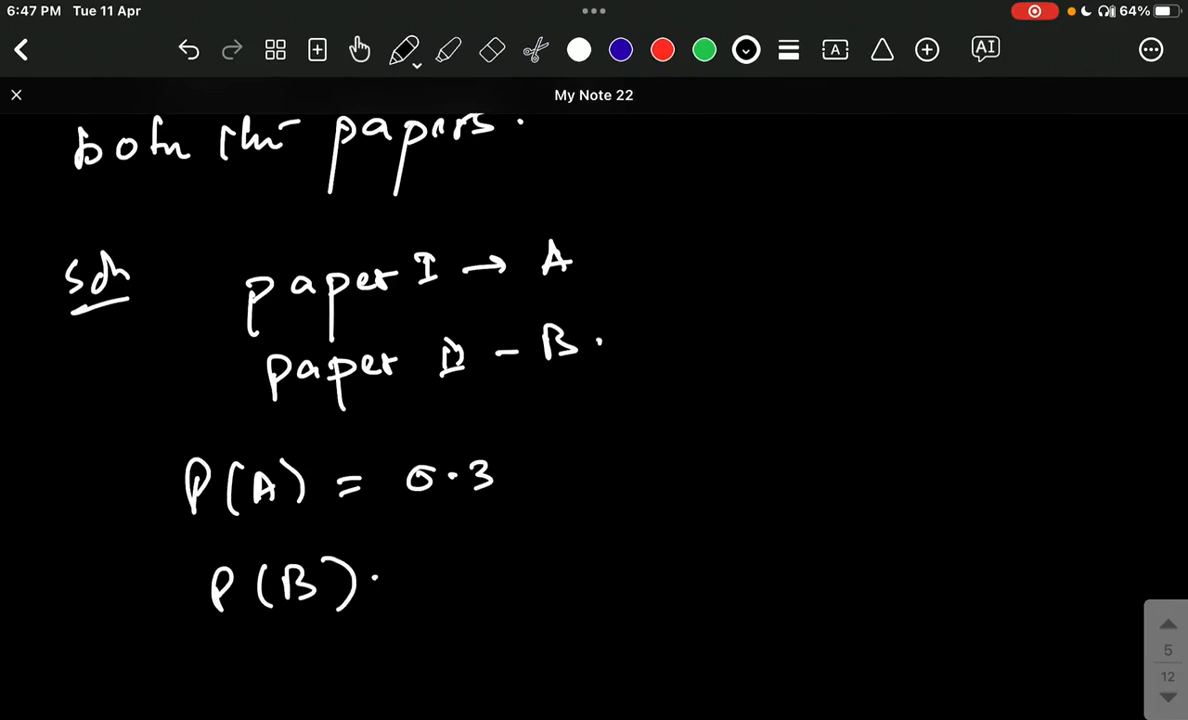 6:47 PM Tue 11 Apr
64%
A
AI
My Note 22
both the papers.
Soln
paper I → A
paper II - B.
P(A) = 0.3
P(B)
5
12